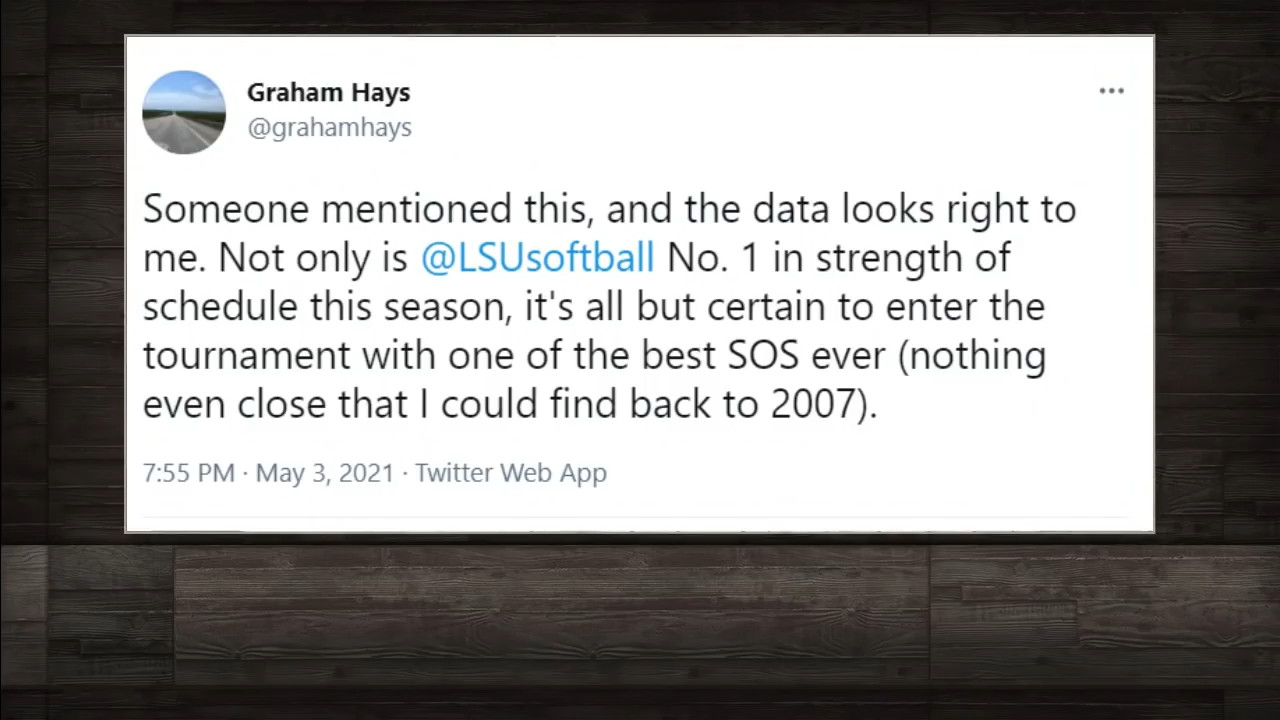 Graham Hays
@grahamhays
Someone mentioned this, and the data looks right to
me. Not only is @LSUsoftball No. 1 in strength of
schedule this season, it's all but certain to enter the
tournament with one of the best SOS ever (nothing
even close that I could find back to 2007).
7:55 PM · May 3, 2021 · Twitter Web App